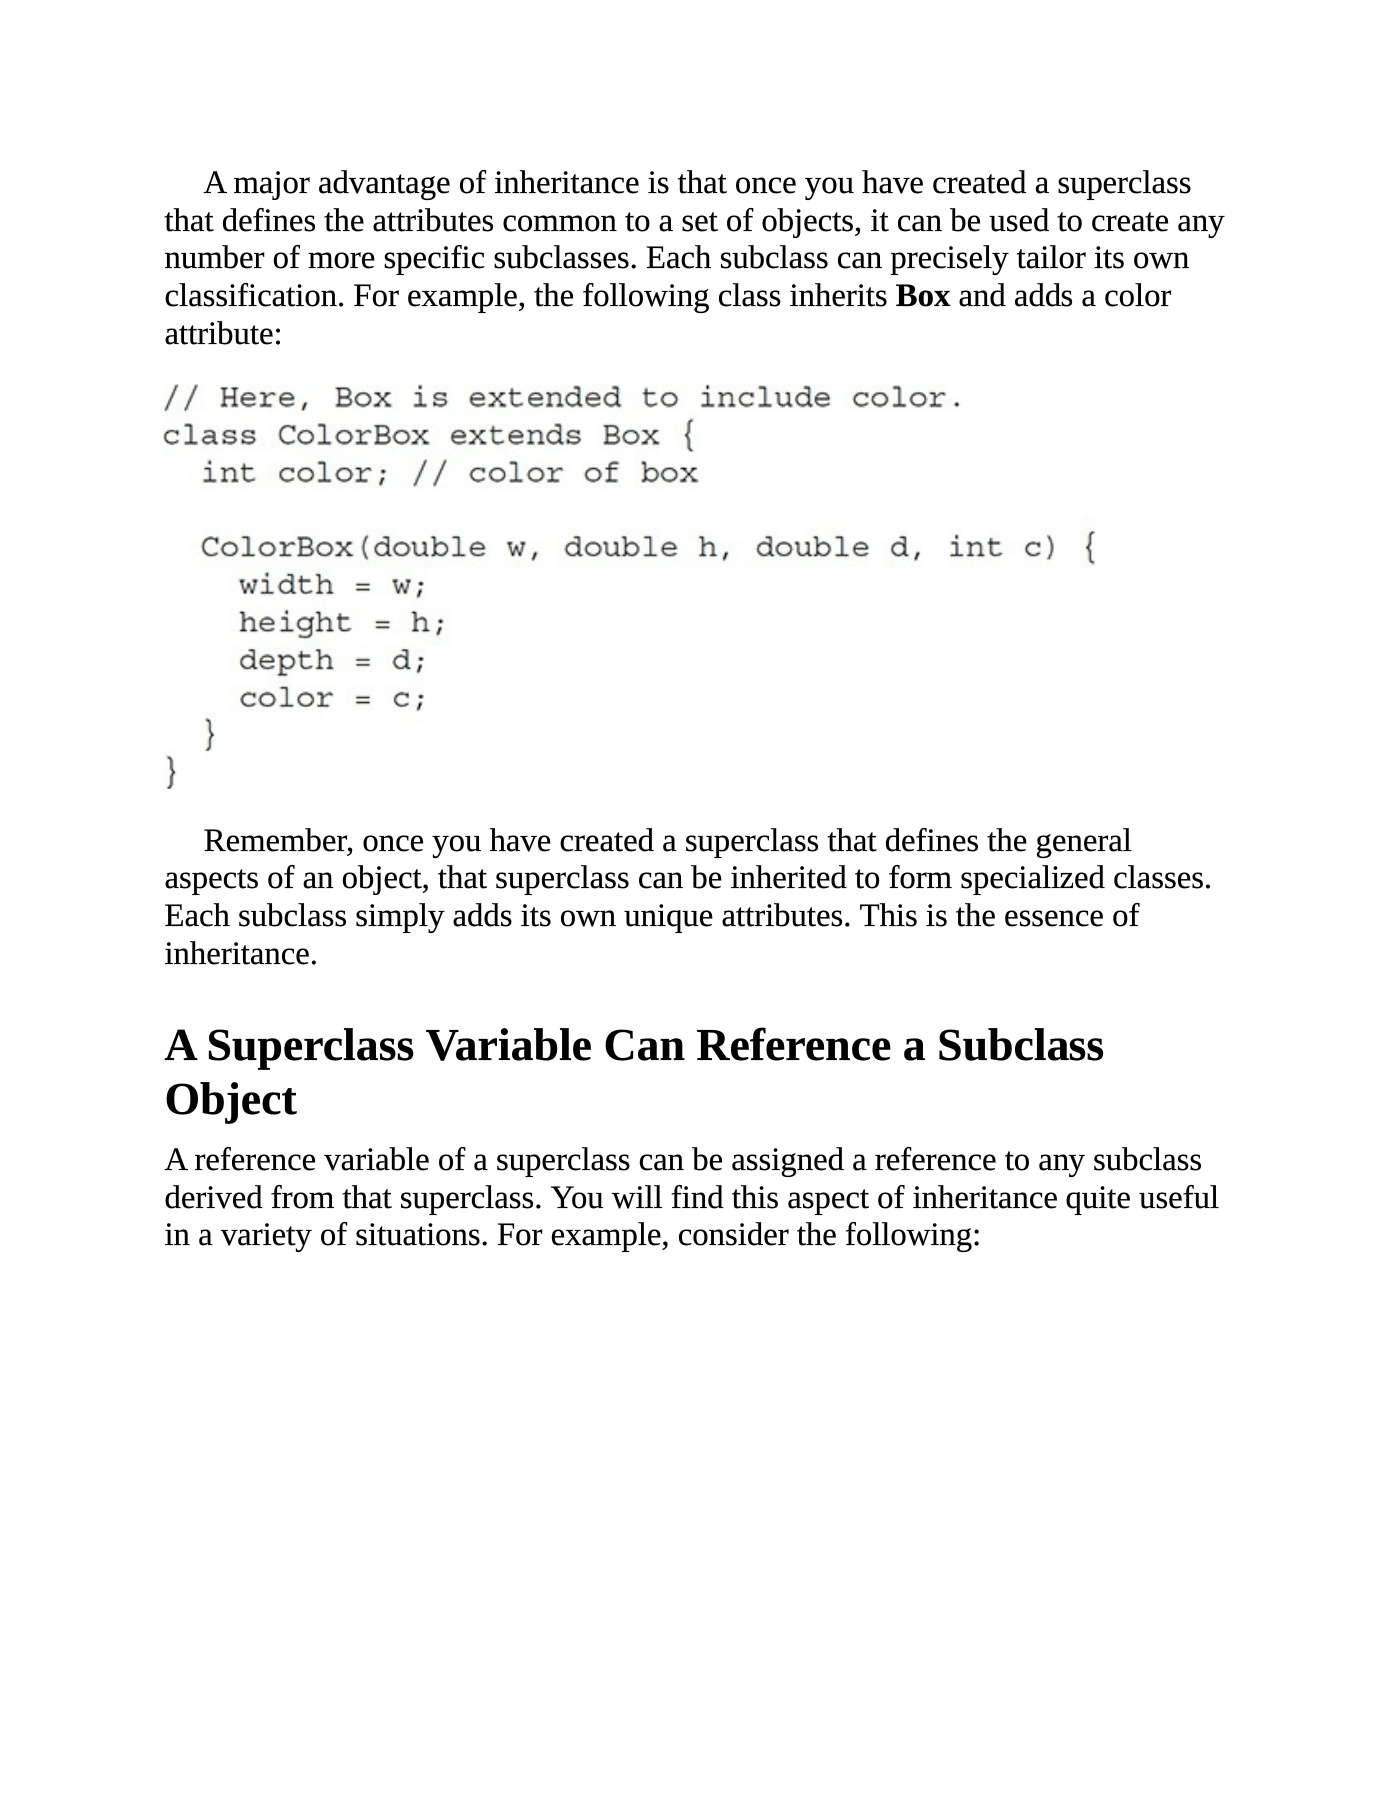 A major advantage of inheritance is that once you have created a superclass
that defines the attributes common to a set of objects, it can be used to create any
number of more specific subclasses. Each subclass can precisely tailor its own
classification. For example, the following class inherits Box and adds a color
attribute:
// Here, Box is extended to include color.
class ColorBox extends Box {
  int color; // color of box

  ColorBox(double w, double h, double d, int c) {
    width = w;
    height = h;
    depth = d;
    color = c;
  }
}
Remember, once you have created a superclass that defines the general
aspects of an object, that superclass can be inherited to form specialized classes.
Each subclass simply adds its own unique attributes. This is the essence of
inheritance.
A Superclass Variable Can Reference a Subclass
Object
A reference variable of a superclass can be assigned a reference to any subclass
derived from that superclass. You will find this aspect of inheritance quite useful
in a variety of situations. For example, consider the following: